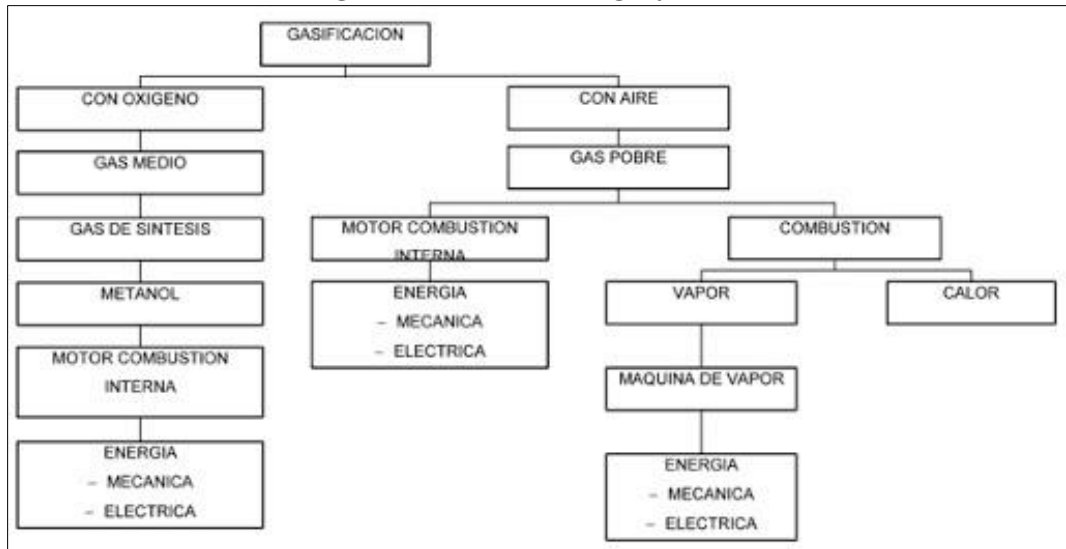 GASIFICACION
CON OXIGENO
CON AIRE
GAS MEDIO
GAS POBRE
GAS DE SINTESIS
MOTOR COMBUSTION
INTERNA
COMBUSTION
METANOL
ENERGIA
– MECANICA
– ELECTRICA
VAPOR
CALOR
MOTOR COMBUSTION
INTERNA
MAQUINA DE VAPOR
ENERGIA
– MECANICA
– ELECTRICA
ENERGIA
– MECANICA
– ELECTRICA